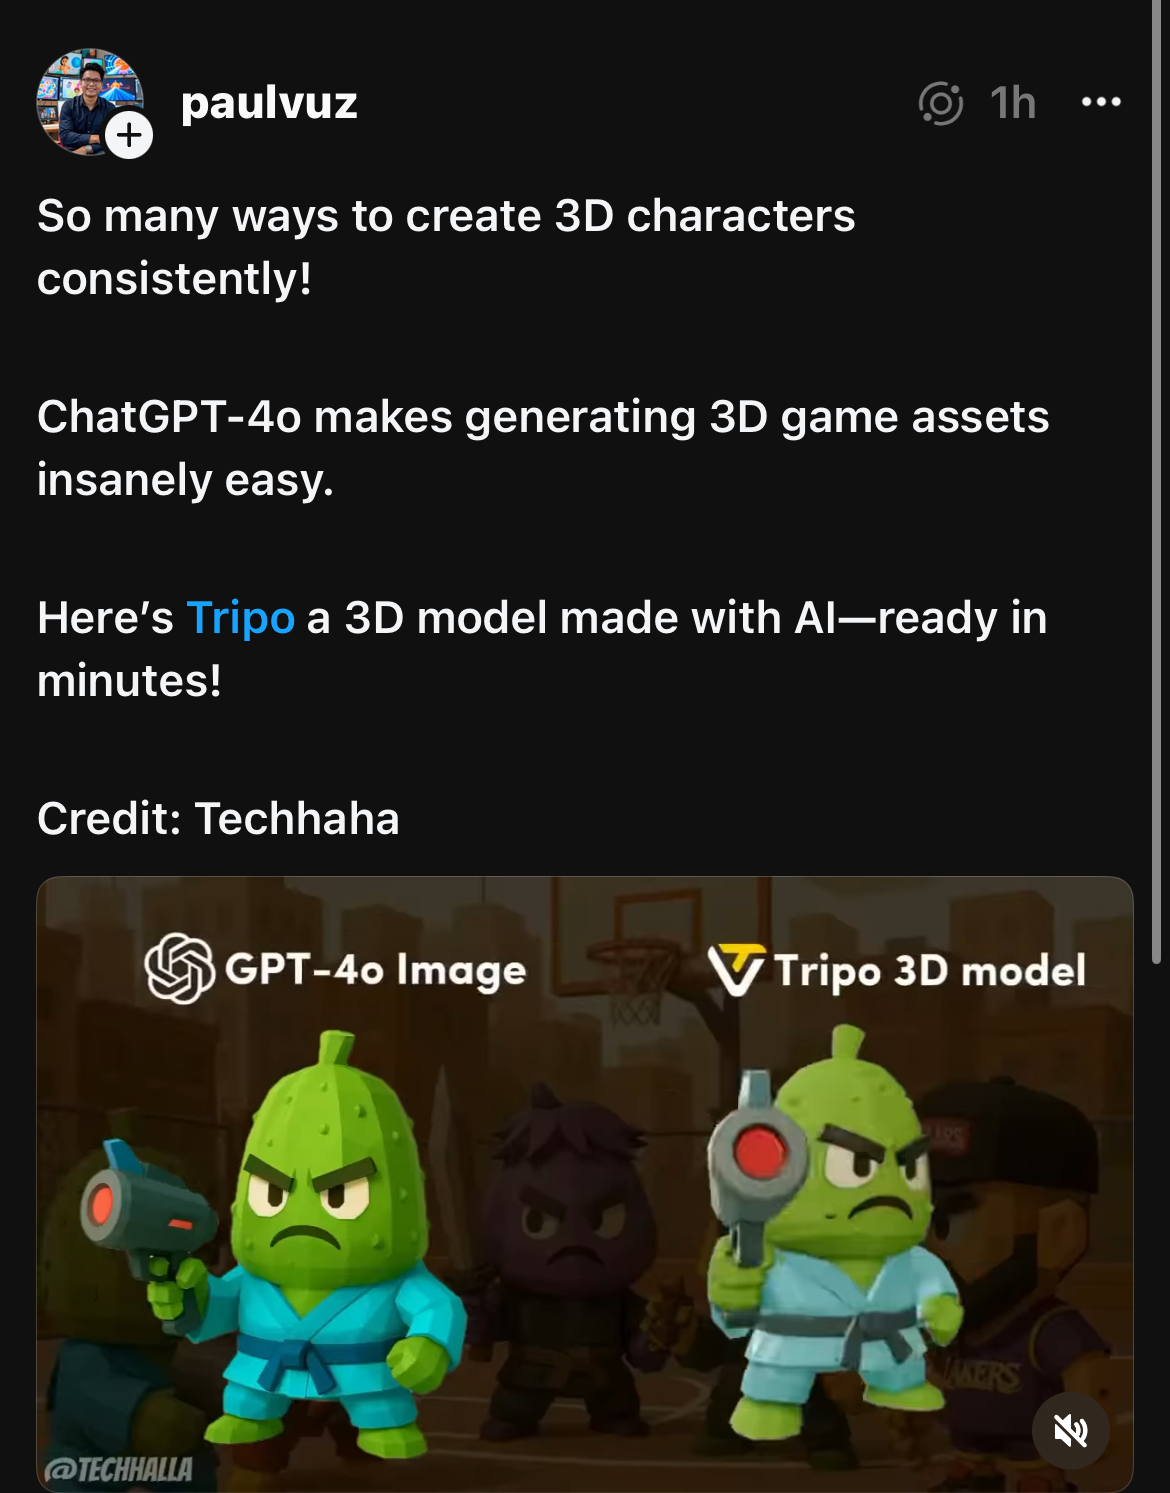 paulvuz
1h
So many ways to create 3D characters
consistently!
ChatGPT-4o makes generating 3D game assets
insanely easy.
Here’s Tripo a 3D model made with AI—ready in
minutes!
Credit: Techhaha
GPT-4o Image
Tripo 3D model
AKERS
@TECHHALLA